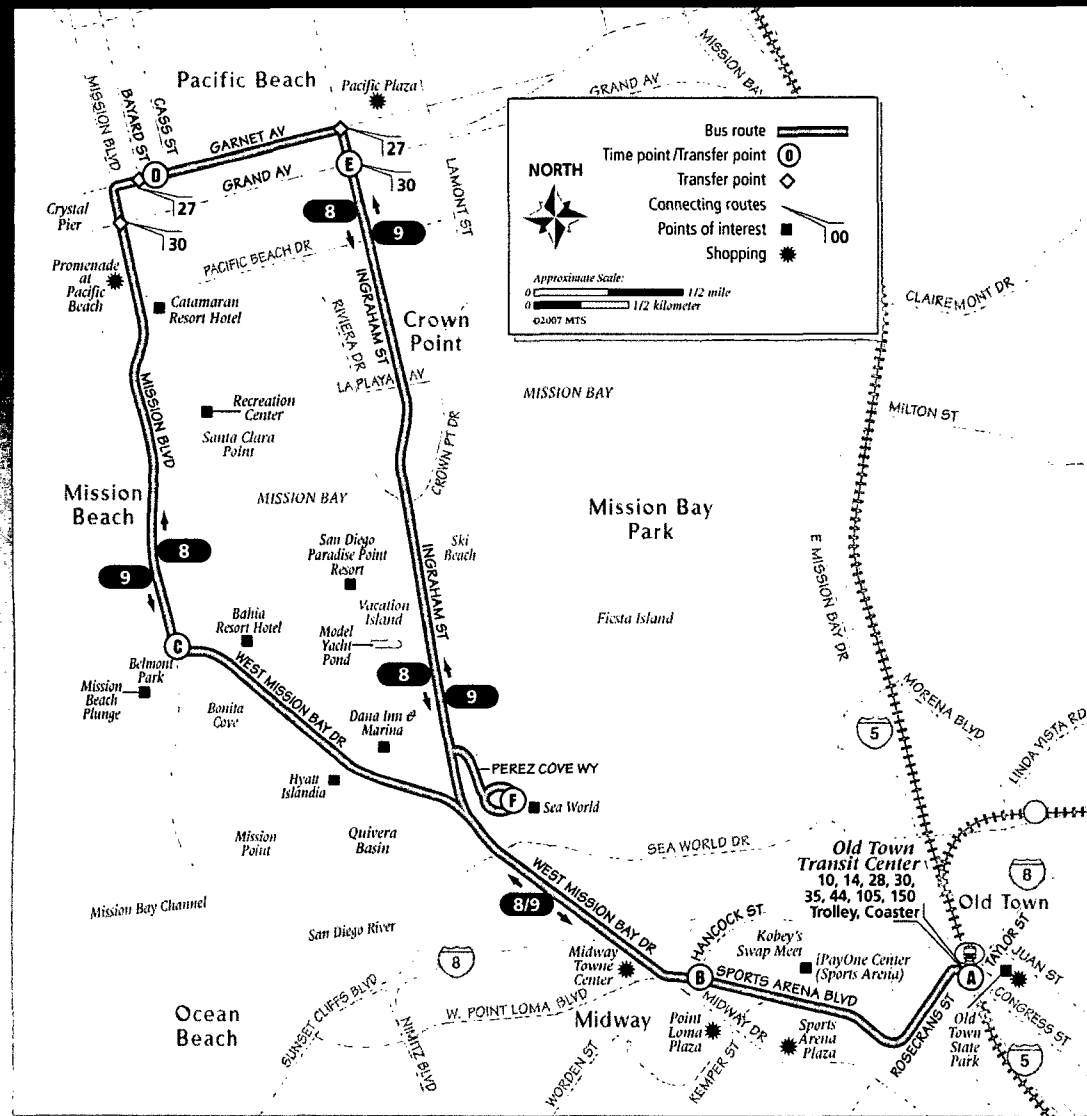 Pacific Beach
Pacific Plaza
MISSION BLVD
BAYARD ST
CASS ST
GARNET AV
GRAND AV
GRAND AV
MISSION BAY
27
D
E
27
30
30
Crystal
Pier
LAMONT ST
8
9
PACIFIC BEACH DR
Promenade
at
Pacific
Beach
Catamaran
Resort Hotel
RIVIERA DR
INGRAHAM ST
Crown
Point
LA PLAYA AV
NORTH
Bus route
Time point/Transfer point
D
Transfer point
Connecting routes
00
Points of interest
Shopping
Approximate Scale:
0
1/2 mile
0
1/2 kilometer
©2007 MTS
CLAIREMONT DR
MISSION BAY
MILTON ST
MISSION BLVD
Recreation
Center
Santa Clara
Point
CROWN PT DR
Mission
Beach
MISSION BAY
Mission Bay
Park
8
9
San Diego
Paradise Point
Resort
INGRAHAM ST
Ski
Beach
E MISSION BAY DR
Vacation
Island
Fiesta Island
Bahia
Resort Hotel
Model
Yacht
Pond
C
Belmont
Park
Mission
Beach
Plunge
WEST MISSION BAY DR
Bonita
Cove
8
9
Dana Inn &
Marina
MORENA BLVD
5
LINDA VISTA RD
PEREZ COVE WY
F
Sea World
Hyatt
Islandia
Mission
Point
Quivera
Basin
SEA WORLD DR
Old Town
Transit Center
10, 14, 28, 30,
35, 44, 105, 150
Trolley, Coaster
8
Old Town
WEST MISSION BAY DR
8/9
Mission Bay Channel
San Diego River
8
HANCOCK ST
Kobey's
Swap Meet
iPayOne Center
(Sports Arena)
TAYLOR ST
JUAN ST
CONGRESS ST
Midway
Towne
Center
B
SPORTS ARENA BLVD
A
Ocean
Beach
SUNSET CLIFFS BLVD
NIMITZ BLVD
W. POINT LOMA BLVD
Midway
MIDWAY DR
Point
Loma
Plaza
Sports
Arena
Plaza
ROSECRANS ST
Old
Town
State
Park
WORDEN ST
KEMPER ST
5